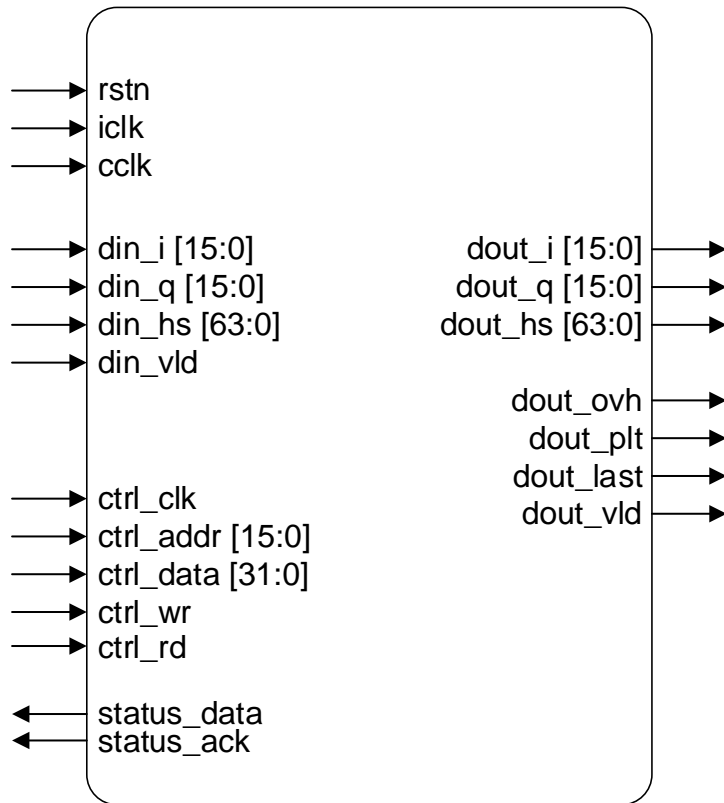 rstn
iclk
cclk
din_i [15:0]
din_q [15:0]
din_hs [63:0]
din_vld
ctrl_clk
ctrl_addr [15:0]
ctrl_data [31:0]
ctrl_wr
ctrl_rd
status_data
status_ack
dout_i [15:0]
dout_q [15:0]
dout_hs [63:0]
dout_ovh
dout_plt
dout_last
dout_vld